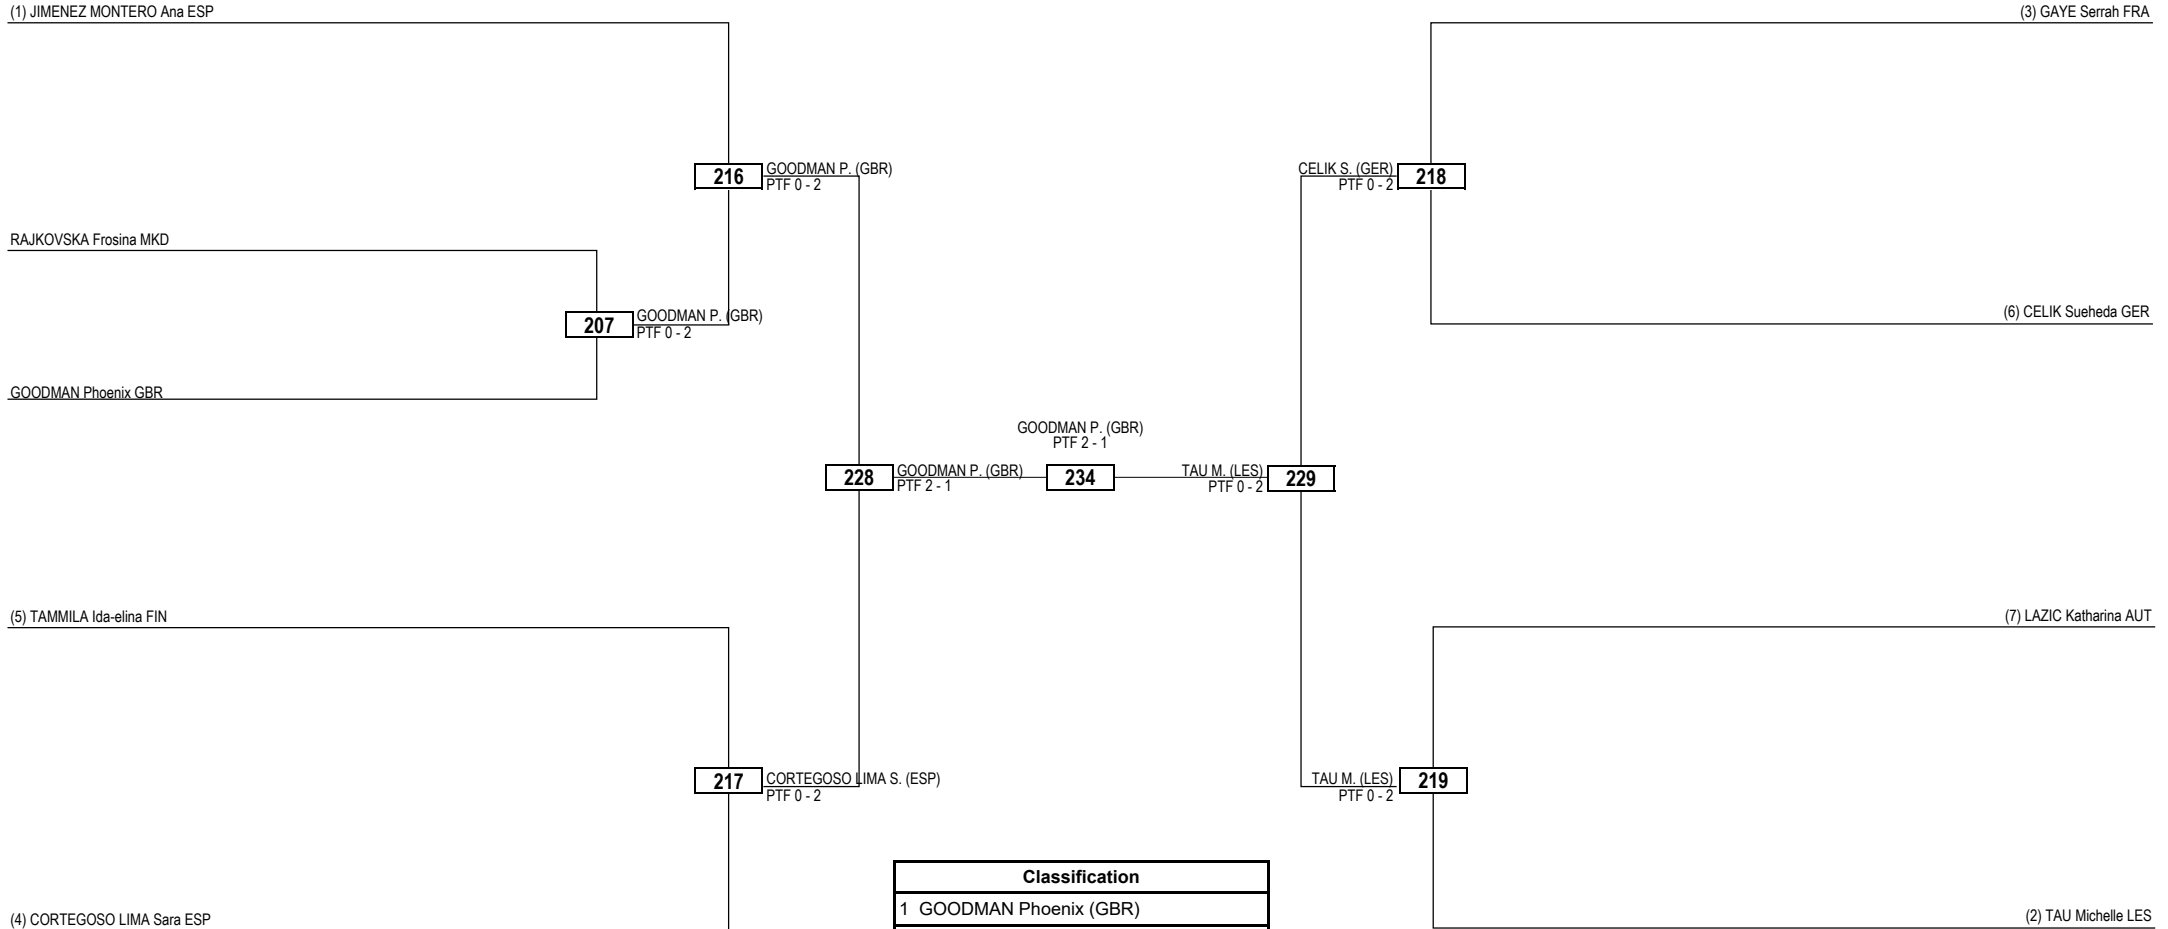 (1) JIMENEZ MONTERO Ana ESP
(3) GAYE Serrah FRA
216
GOODMAN P. (GBR)
PTF 0 - 2
CELIK S. (GER)
PTF 0 - 2
218
RAJKOVSKA Frosina MKD
207
GOODMAN P. (GBR)
PTF 0 - 2
(6) CELIK Sueheda GER
GOODMAN Phoenix GBR
GOODMAN P. (GBR)
PTF 2 - 1
228
GOODMAN P. (GBR)
PTF 2 - 1
234
TAU M. (LES)
PTF 0 - 2
229
(5) TAMMILA Ida-elina FIN
(7) LAZIC Katharina AUT
217
CORTEGOSO LIMA S. (ESP)
PTF 0 - 2
TAU M. (LES)
PTF 0 - 2
219
Classification
1 GOODMAN Phoenix (GBR)
(4) CORTEGOSO LIMA Sara ESP
(2) TAU Michelle LES